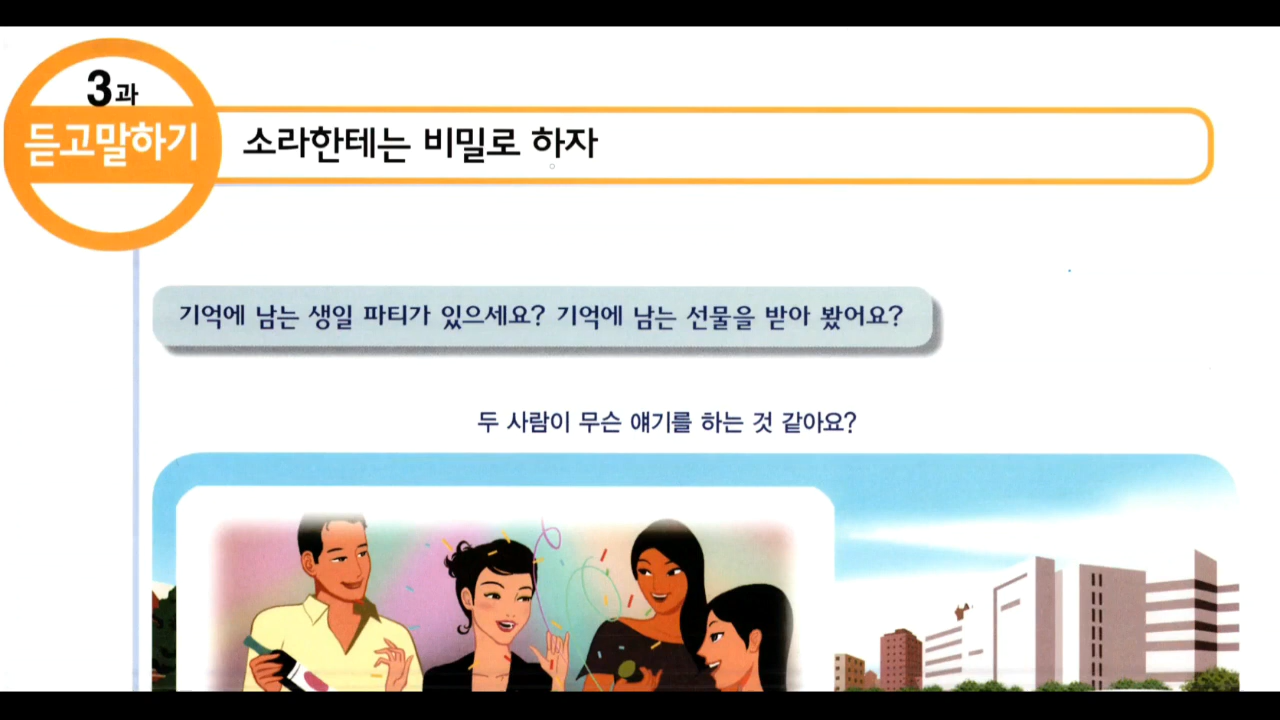 3과
듣고말하기
소라한테는 비밀로 하자
기억에 남는 생일 파티가 있으세요? 기억에 남는 선물을 받아 봤어요?
두 사람이 무슨 얘기를 하는 것 같아요?